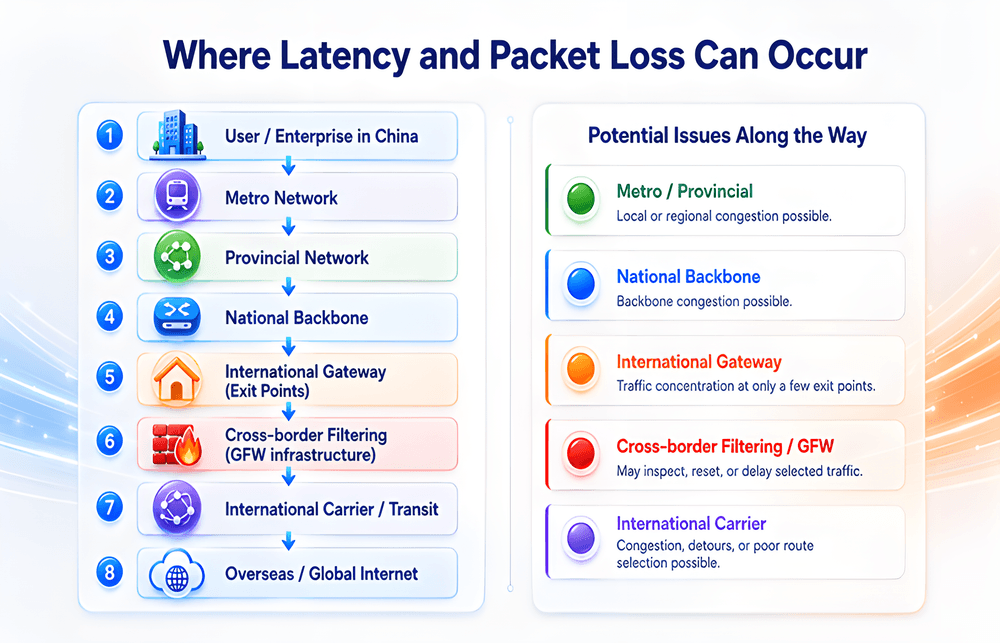 Where Latency and Packet Loss Can Occur
1 User / Enterprise in China
2 Metro Network
3 Provincial Network
4 National Backbone
5 International Gateway
(Exit Points)
6 Cross-border Filtering
(GFW infrastructure)
7 International Carrier / Transit
8 Overseas / Global Internet
Potential Issues Along the Way
Metro / Provincial
Local or regional congestion possible.
National Backbone
Backbone congestion possible.
International Gateway
Traffic concentration at only a few exit points.
Cross-border Filtering / GFW
May inspect, reset, or delay selected traffic.
International Carrier
Congestion, detours, or poor route
selection possible.